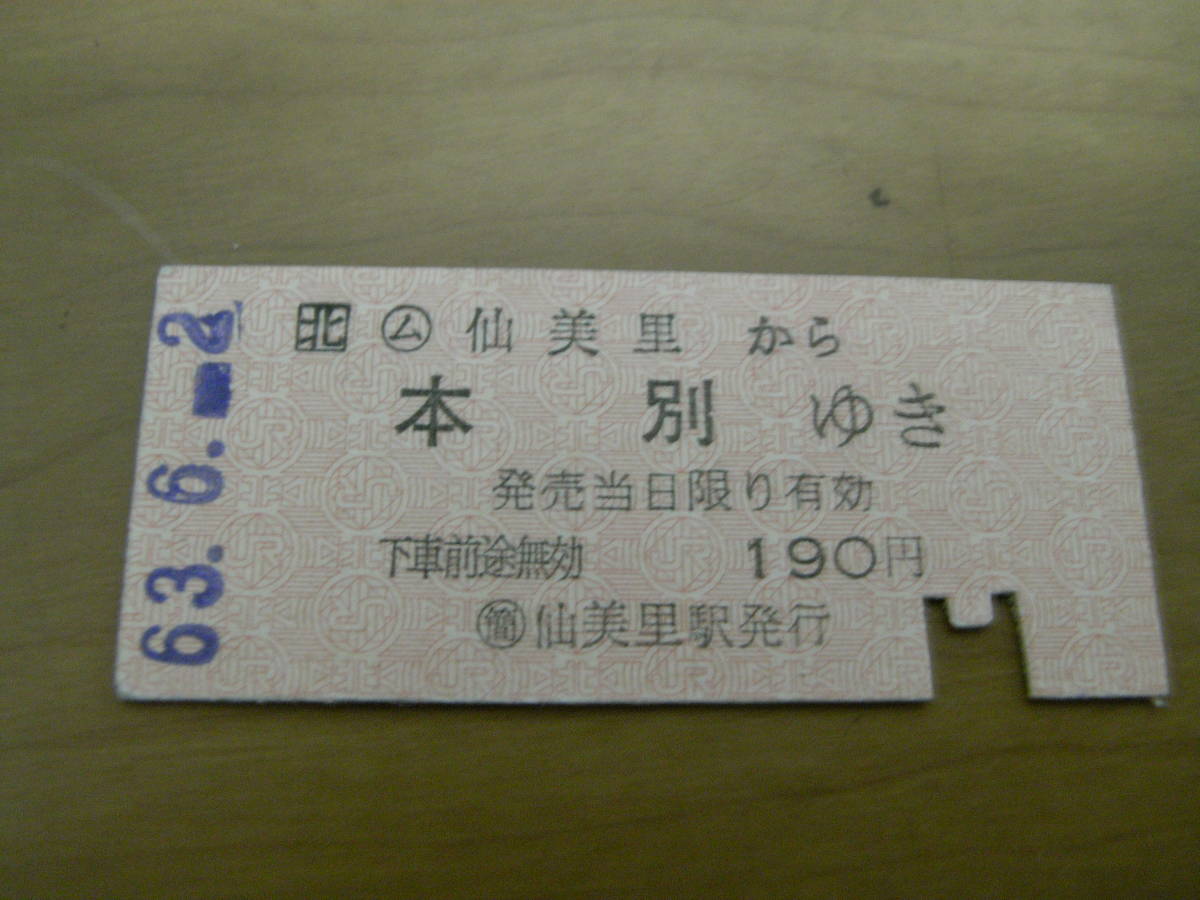 北 ㋰ 仙美里 から
本別 ゆき
発売当日限り有効
下車前途無効 190円
簡 仙美里駅発行
63. 6. -2